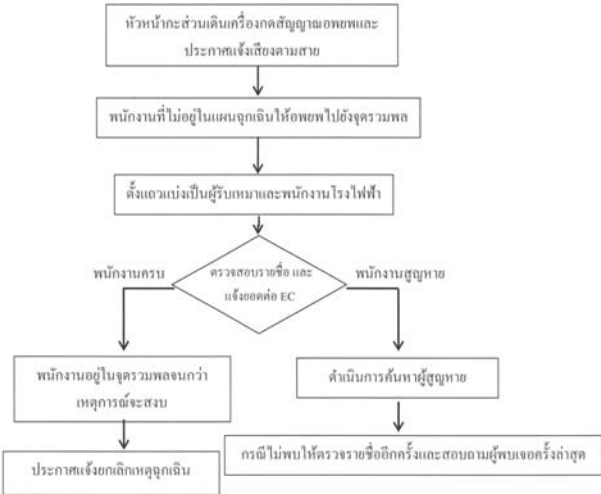 หัวหน้ากะส่วนเดินเครื่องกดสัญญาณอพยพและ
ประกาศแจ้งเสียงตามสาย
พนักงานที่ไม่อยู่ในแผนฉุกเฉินให้อพยพไปยังจุดรวมพล
ตั้งแถวแบ่งเป็นผู้รับเหมาและพนักงานโรงไฟฟ้า
ตรวจสอบรายชื่อ และ
แจ้งยอดต่อ EC
พนักงานครบ
พนักงานสูญหาย
พนักงานอยู่ในจุดรวมพลจนกว่า
เหตุการณ์จะสงบ
ดำเนินการค้นหาผู้สูญหาย
ประกาศแจ้งยกเลิกเหตุฉุกเฉิน
กรณีไม่พบให้ตรวจรายชื่ออีกครั้งและสอบถามผู้พบเจอครั้งล่าสุด